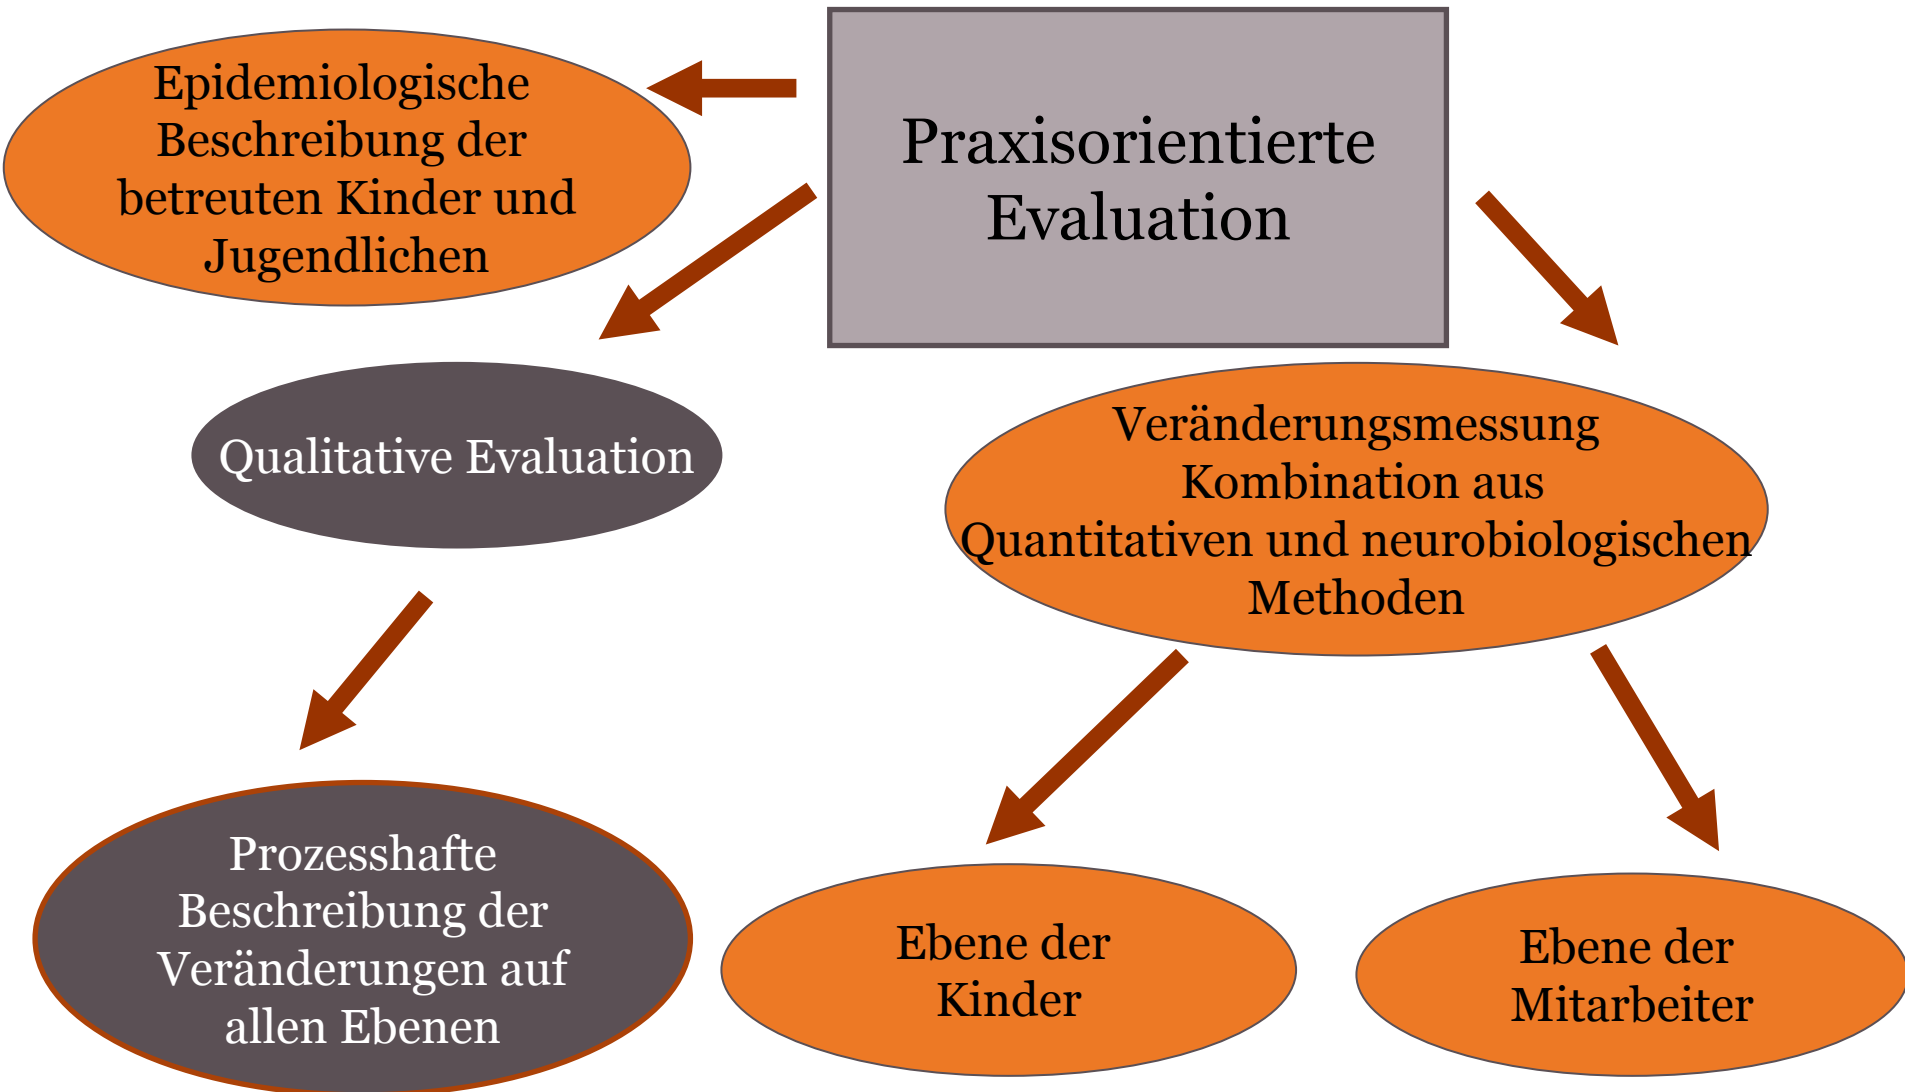 Epidemiologische
Beschreibung der
betreuten Kinder und
Jugendlichen
Praxisorientierte
Evaluation
Qualitative Evaluation
Veränderungsmessung
Kombination aus
Quantitativen und neurobiologischen
Methoden
Prozesshafte
Beschreibung der
Veränderungen auf
allen Ebenen
Ebene der
Kinder
Ebene der
Mitarbeiter